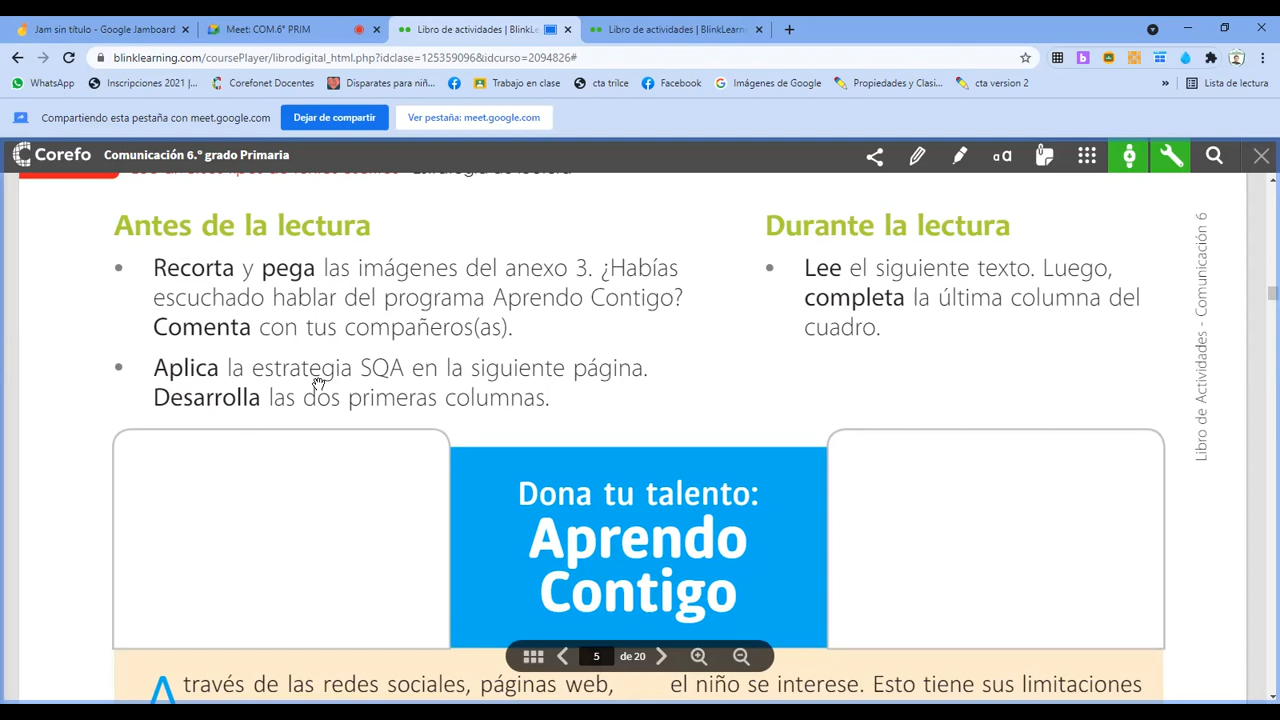 Jam sin título - Google Jamboard
Meet: COM.6° PRIM
Libro de actividades | BlinkLe
Libro de actividades | BlinkLearn
blinklearning.com/coursePlayer/librodigital_html.php?idclase=125359096&idcurso=2094826#
WhatsApp
Inscripciones 2021 |...
Corefonet Docentes
Disparates para niñ...
Trabajo en clase
cta trilce
Facebook
Imágenes de Google
Propiedades y Clasi...
cta version 2
»
Lista de lectura
Compartiendo esta pestaña con meet.google.com
Dejar de compartir
Ver pestaña: meet.google.com
Corefo
Comunicación 6.º grado Primaria
aa
Antes de la lectura
• Recorta y pega las imágenes de anexo 3. ¿Habías
escuchado hablar del programa Aprendo Contigo?
Comenta con tus compañeros(as).
• Aplica la estrategia SQA en la siguiente página.
Desarrolla las dos primeras columnas.
Durante la lectura
• Lee el siguiente texto. Luego,
completa la última columna del
cuadro.
Libro de Actividades - Comunicación 6
Dona tu talento:
Aprendo
Contigo
5 de 20
A través de las redes sociales, páginas web,
el niño se interese. Esto tiene sus limitaciones